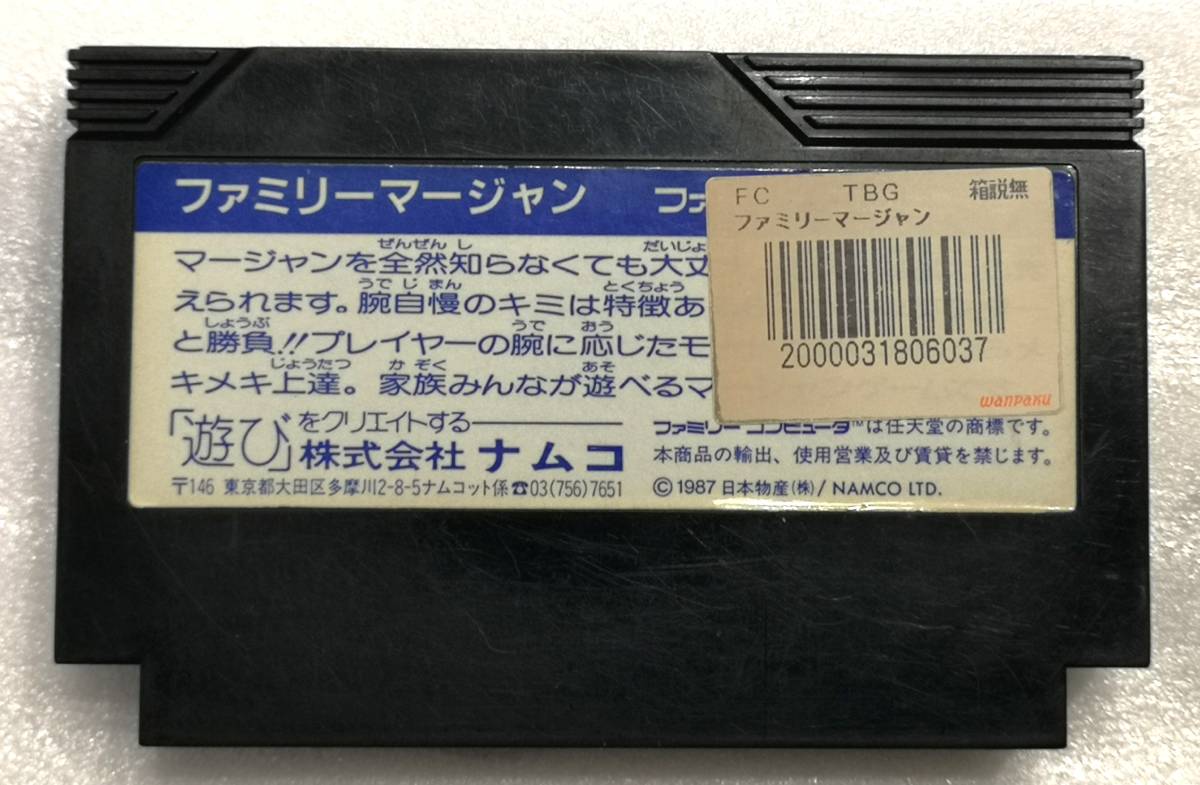 ファミリーマージャン ファ
FC TBG 箱説無
ファミリーマージャン
2000031806037
wanpaku
ぜんぜん し だいじょ
マージャンを全然知らなくても大丈
うで じ まん とくちょう
えられます。腕自慢のキミは特徴あ
しょうぶ うで おう
と勝負!!プレイヤーの腕に応じたモ
じょうたつ か ぞく あそ
キメキ上達。家族みんなが遊べるマ
「遊び」をクリエイトする
株式会社ナムコ
〒146 東京都大田区多摩川2-8-5ナムコット係☎03(756)7651
ファミリーコンピュータ™は任天堂の商標です。
本商品の輸出、使用営業及び賃貸を禁じます。
©1987 日本物産(株)/ NAMCO LTD.